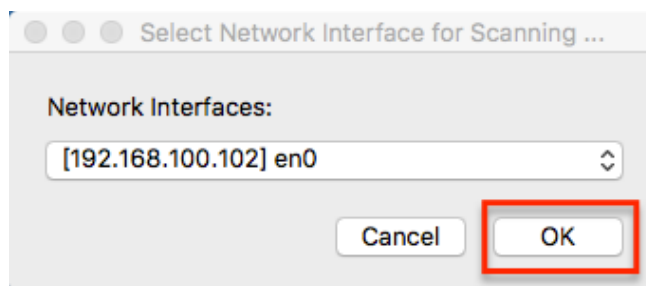 Select Network Interface for Scanning ...
Network Interfaces:
[192.168.100.102] en0
Cancel OK